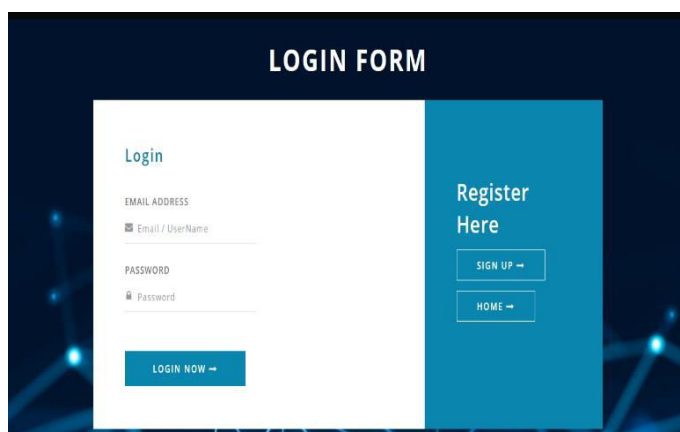 LOGIN FORM
Login
EMAIL ADDRESS
Email / UserName
PASSWORD
Password
LOGIN NOW →
Register
Here
SIGN UP →
HOME →